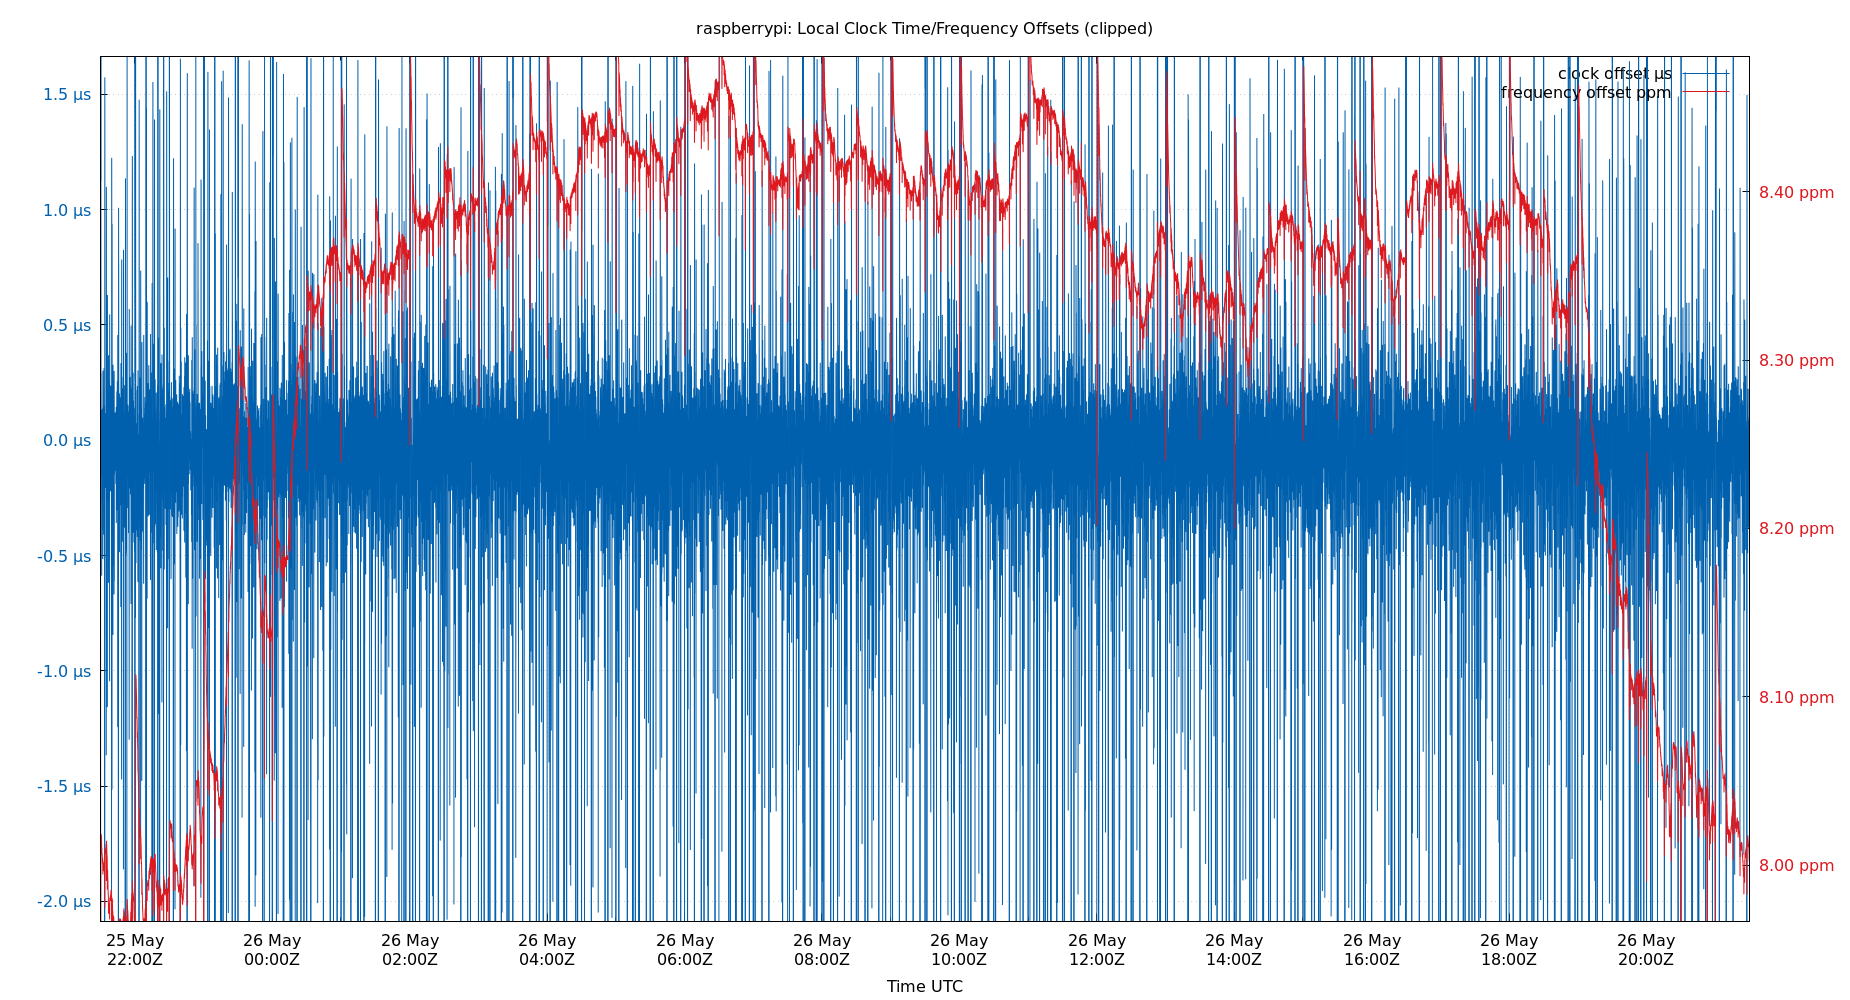 raspberrypi: Local Clock Time/Frequency Offsets (clipped)
clock offset µs
frequency offset ppm
1.5 µs
1.0 µs
0.5 µs
0.0 µs
-0.5 µs
-1.0 µs
-1.5 µs
-2.0 µs
8.40 ppm
8.30 ppm
8.20 ppm
8.10 ppm
8.00 ppm
25 May 26 May 26 May 26 May 26 May 26 May 26 May 26 May 26 May 26 May 26 May 26 May
22:00Z 00:00Z 02:00Z 04:00Z 06:00Z 08:00Z 10:00Z 12:00Z 14:00Z 16:00Z 18:00Z 20:00Z
Time UTC